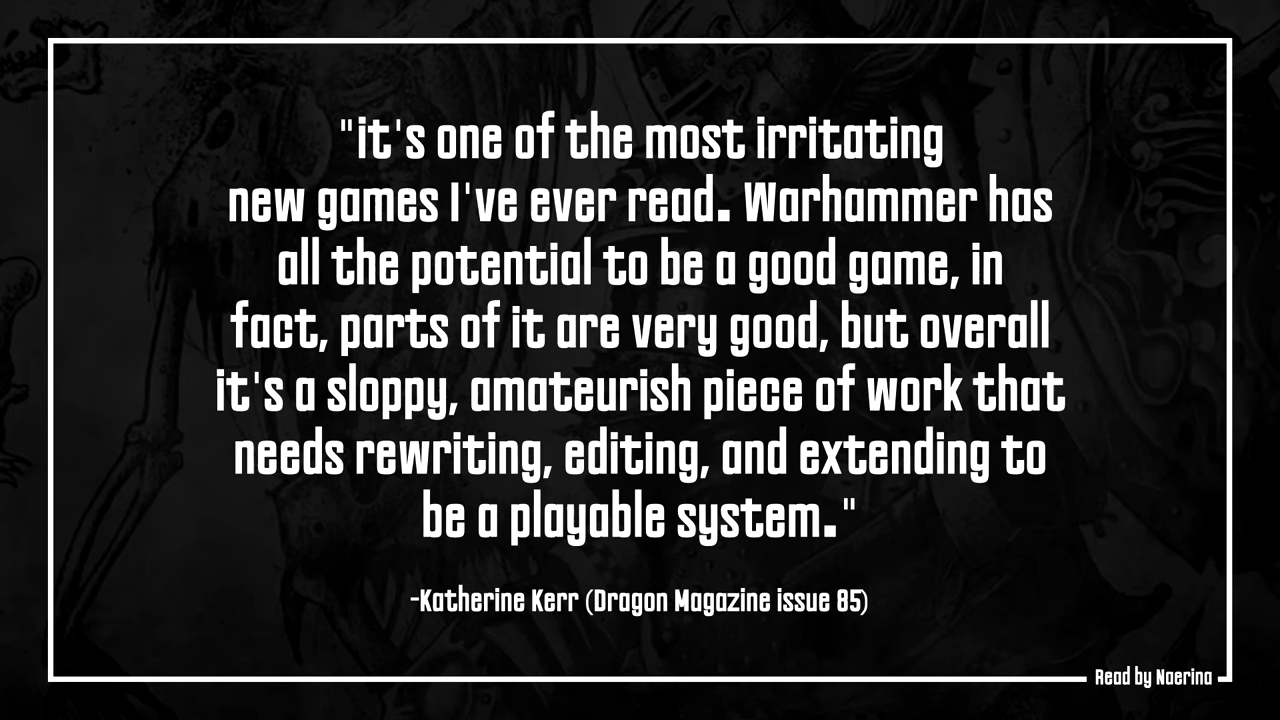 "it's one of the most irritating
new games I've ever read. Warhammer has
all the potential to be a good game, in
fact, parts of it are very good, but overall
it's a sloppy, amateurish piece of work that
needs rewriting, editing, and extending to
be a playable system."
-Katherine Kerr (Dragon Magazine issue 85)
Read by Naerina